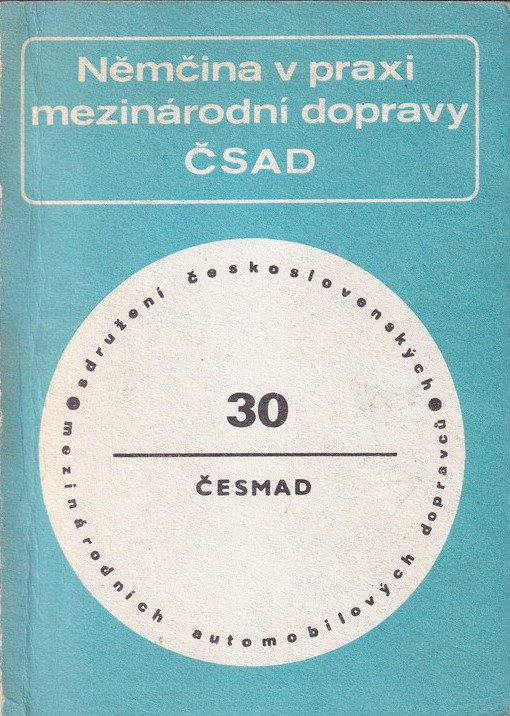 Němčina v praxi
mezinárodní dopravy
ČSAD
sdružení československých
30
ČESMAD
mezinárodních automobilových dopravců